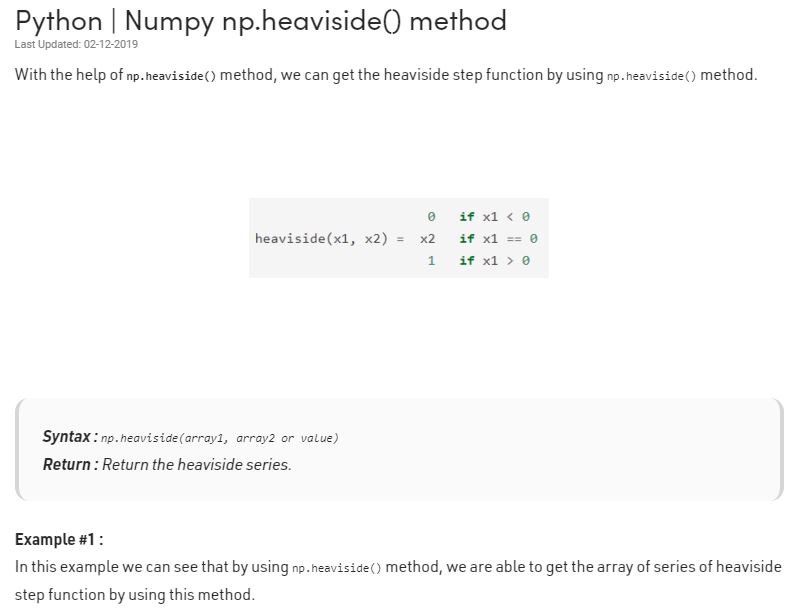 Python | Numpy np.heaviside() method
Last Updated: 02-12-2019
With the help of np.heaviside() method, we can get the heaviside step function by using np.heaviside() method.
0 if x1 < 0
heaviside(x1, x2) = x2 if x1 == 0
1 if x1 > 0
Syntax : np.heaviside(array1, array2 or value)
Return : Return the heaviside series.
Example #1 :
In this example we can see that by using np.heaviside() method, we are able to get the array of series of heaviside
step function by using this method.